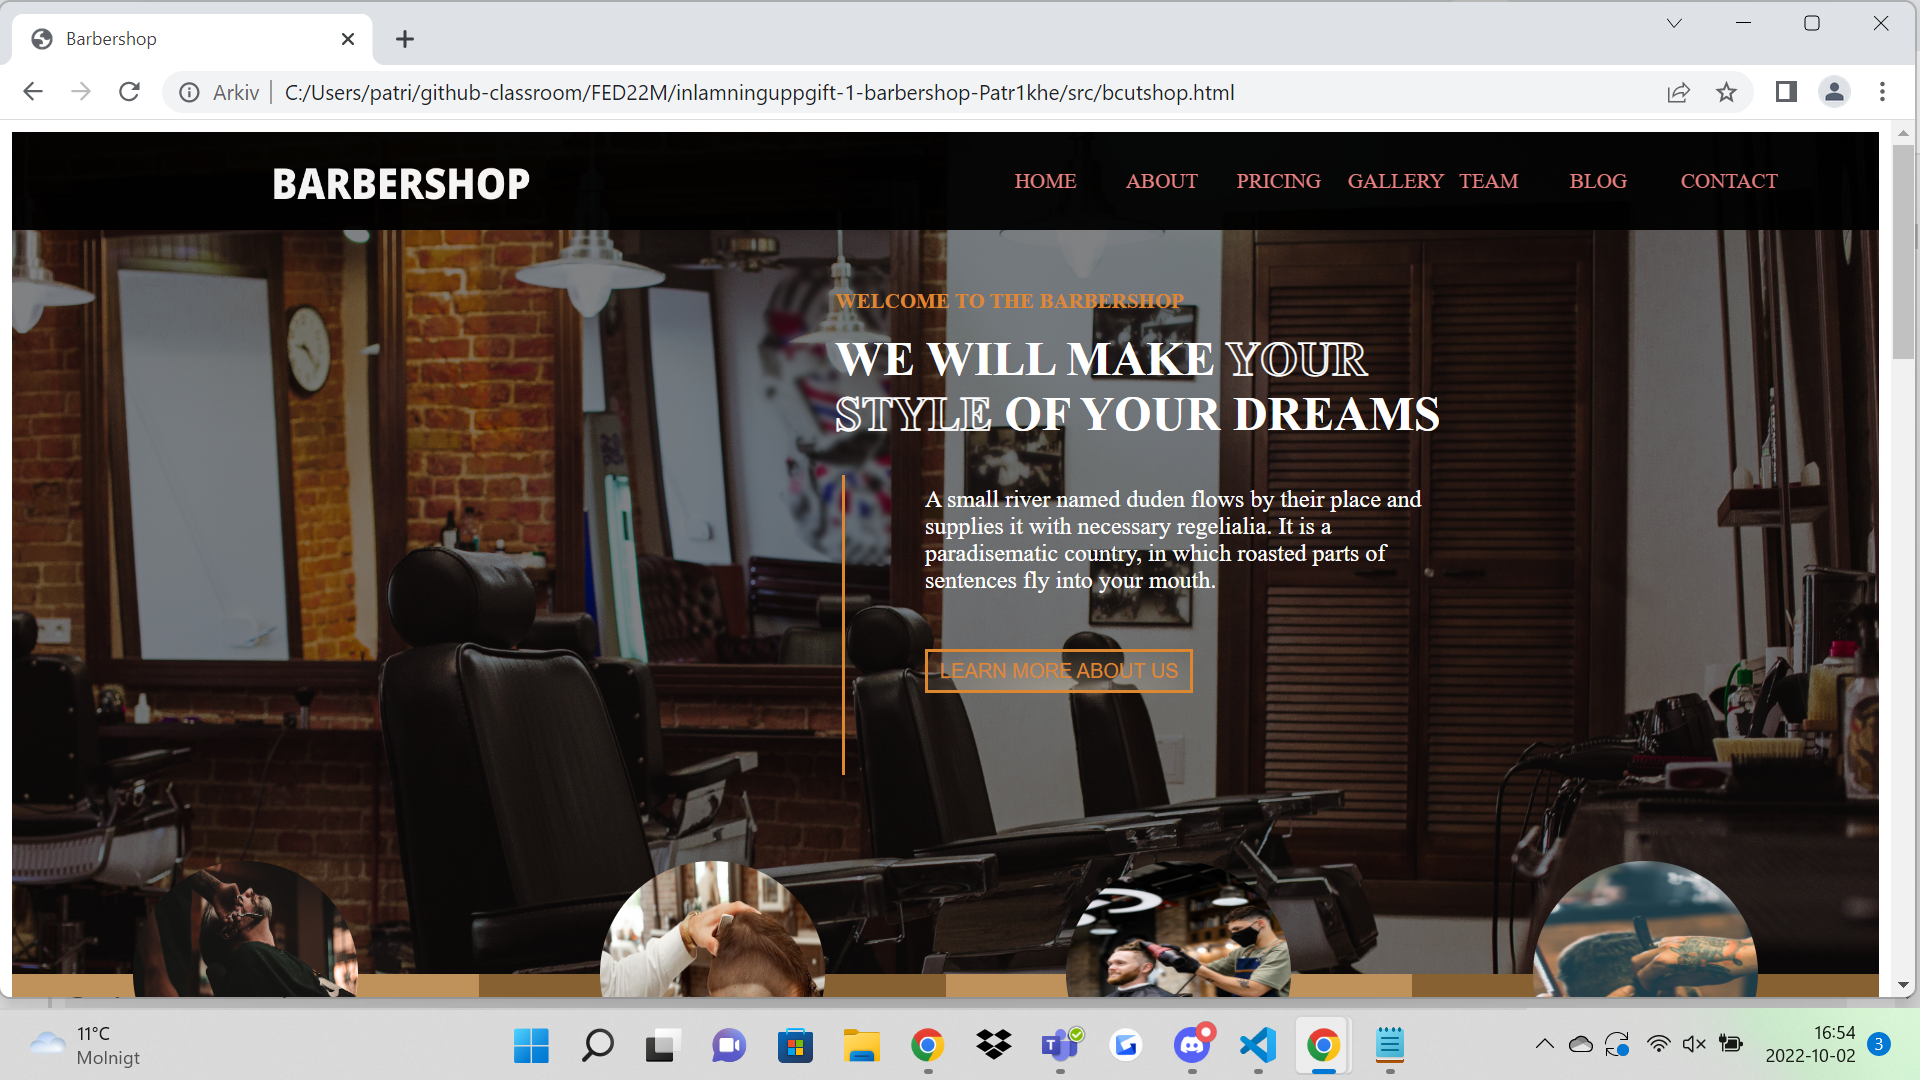 Barbershop
Arkiv
C:/Users/patri/github-classroom/FED22M/inlamninguppgift-1-barbershop-Patr1khe/src/bcutshop.html
BARBERSHOP
HOME ABOUT PRICING GALLERY TEAM BLOG CONTACT
WELCOME TO THE BARBERSHOP
WE WILL MAKE YOUR
STYLE OF YOUR DREAMS
A small river named duden flows by their place and
supplies it with necessary regelialia. It is a
paradisematic country, in which roasted parts of
sentences fly into your mouth.
LEARN MORE ABOUT US
11°C
Molnigt
16:54
2022-10-02
3